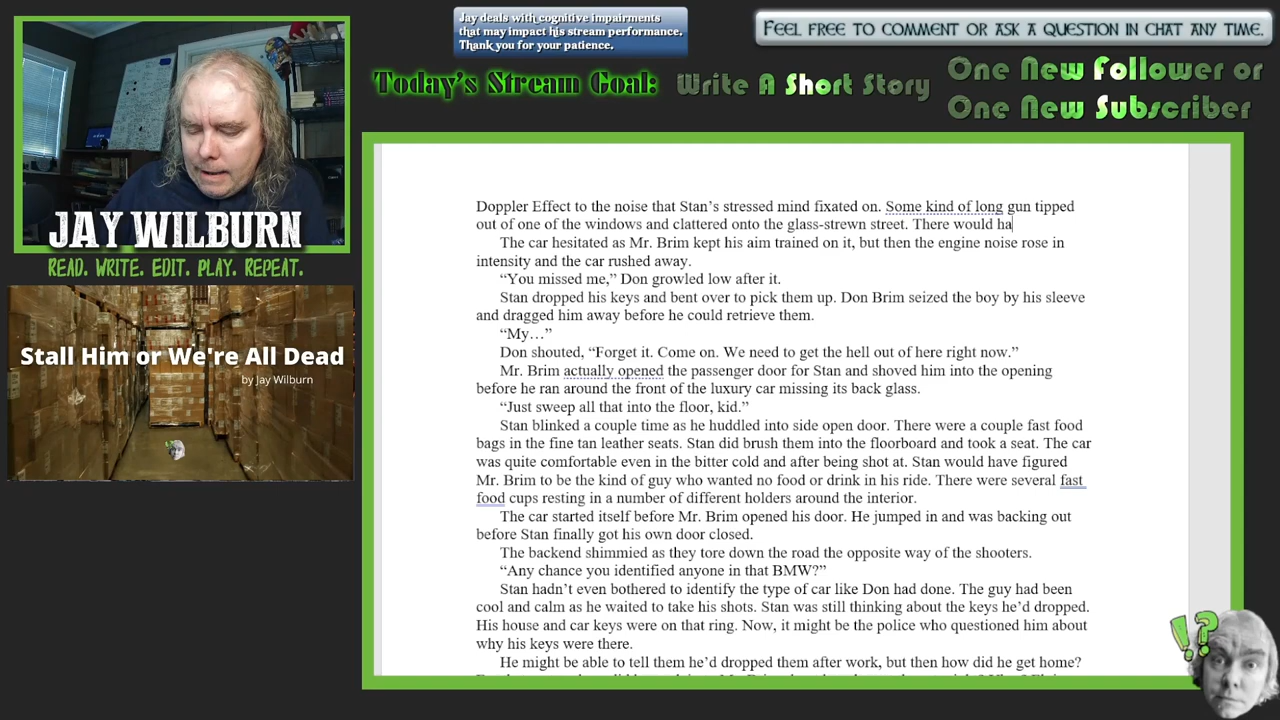 Jay deals with cognitive impairments
that may impact his stream performance.
Thank you for your patience.
Feel free to comment or ask a question in chat any time.
Today's Stream Goal:
Write A Short Story
One New Follower or
One New Subscriber
JAY WILBURN
READ. WRITE. EDIT. PLAY. REPEAT.
Stall Him or We're All Dead
by Jay Wilburn
Doppler Effect to the noise that Stan’s stressed mind fixated on. Some kind of long gun tipped
out of one of the windows and clattered onto the glass-strewn street. There would ha
The car hesitated as Mr. Brim kept his aim trained on it, but then the engine noise rose in
intensity and the car rushed away.
“You missed me,” Don growled low after it.
Stan dropped his keys and bent over to pick them up. Don Brim seized the boy by his sleeve
and dragged him away before he could retrieve them.
“My…”
Don shouted, “Forget it. Come on. We need to get the hell out of here right now.”
Mr. Brim actually opened the passenger door for Stan and shoved him into the opening
before he ran around the front of the luxury car missing its back glass.
“Just sweep all that into the floor, kid.”
Stan blinked a couple time as he huddled into side open door. There were a couple fast food
bags in the fine tan leather seats. Stan did brush them into the floorboard and took a seat. The car
was quite comfortable even in the bitter cold and after being shot at. Stan would have figured
Mr. Brim to be the kind of guy who wanted no food or drink in his ride. There were several fast
food cups resting in a number of different holders around the interior.
The car started itself before Mr. Brim opened his door. He jumped in and was backing out
before Stan finally got his own door closed.
The backend shimmied as they tore down the road the opposite way of the shooters.
“Any chance you identified anyone in that BMW?”
Stan hadn’t even bothered to identify the type of car like Don had done. The guy had been
cool and calm as he waited to take his shots. Stan was still thinking about the keys he’d dropped.
His house and car keys were on that ring. Now, it might be the police who questioned him about
why his keys were there.
He might be able to tell them he’d dropped them after work, but then how did he get home?
!?